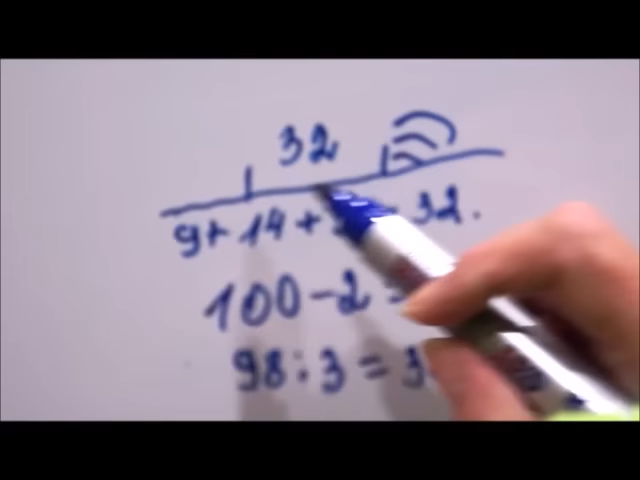 32
9+ 14 + = 32.
100 - 2 =
98 : 3 = 3